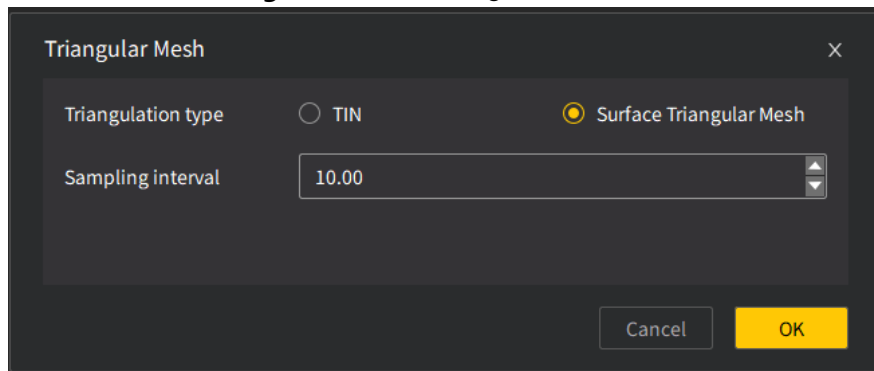 Triangular Mesh X
Triangulation type TIN Surface Triangular Mesh
Sampling interval 10.00
Cancel OK